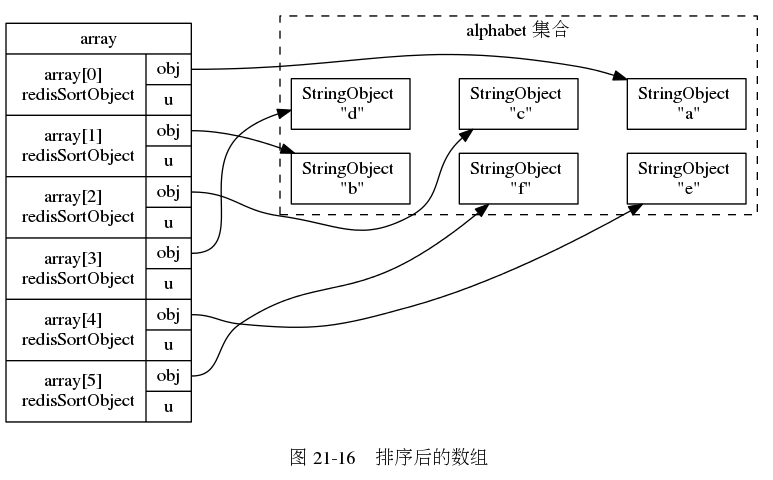 array
array[0]
redisSortObject
obj
u
array[1]
redisSortObject
obj
u
array[2]
redisSortObject
obj
u
array[3]
redisSortObject
obj
u
array[4]
redisSortObject
obj
u
array[5]
redisSortObject
obj
u
alphabet 集合
StringObject
"d"
StringObject
"c"
StringObject
"a"
StringObject
"b"
StringObject
"f"
StringObject
"e"
图 21-16 排序后的数组